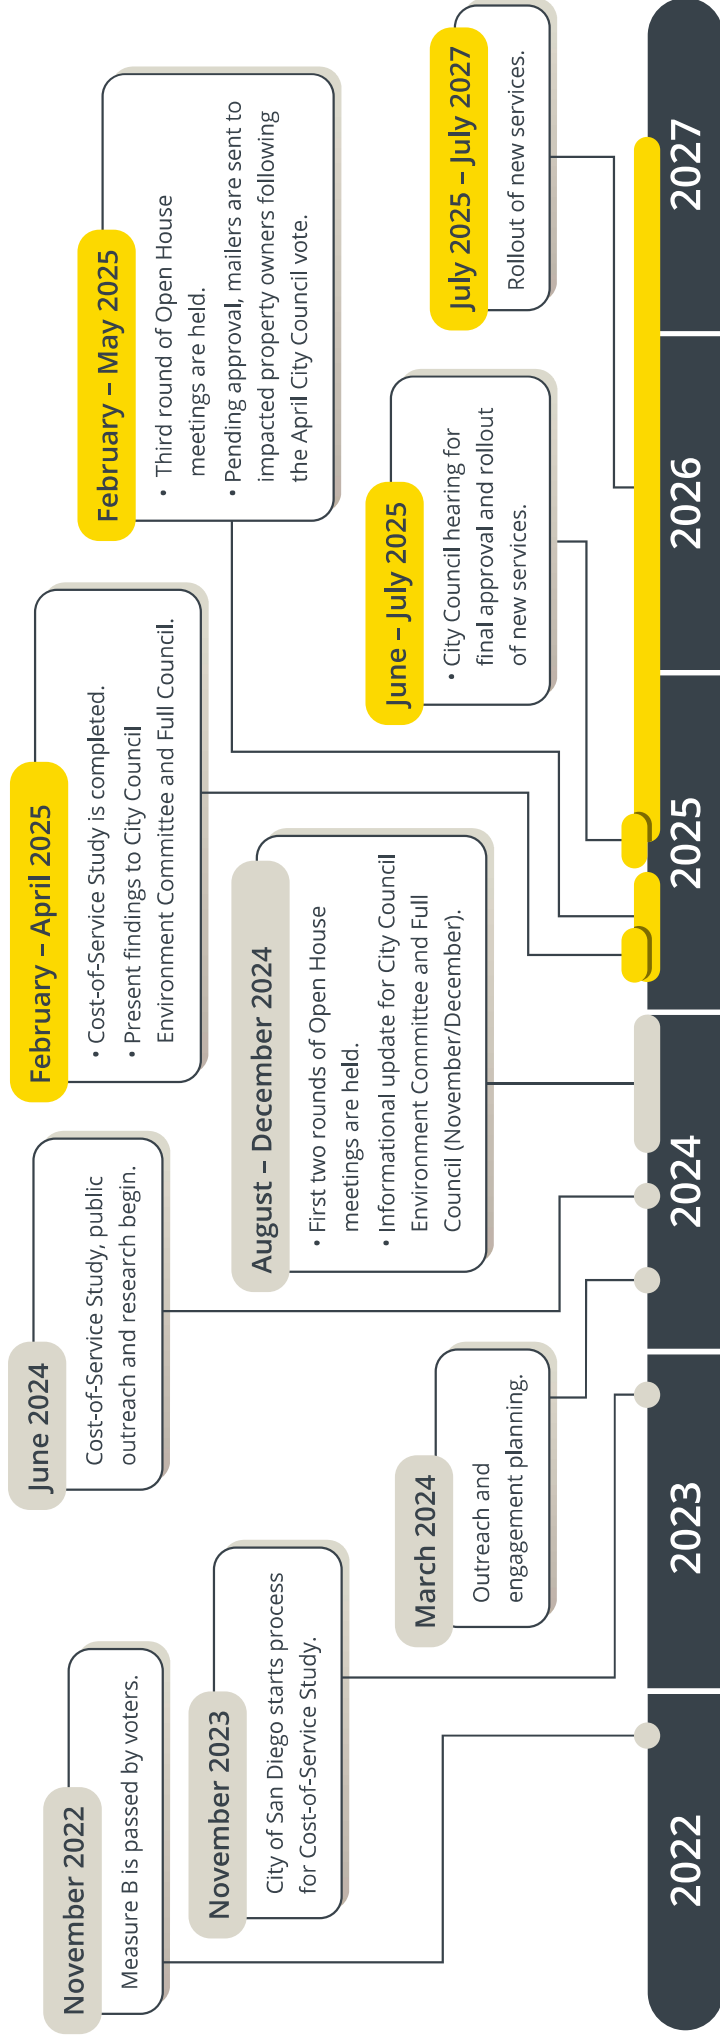 November 2022
Measure B is passed by voters.
November 2023
City of San Diego starts process
for Cost-of-Service Study.
March 2024
Outreach and
engagement planning.
June 2024
Cost-of-Service Study, public
outreach and research begin.
August – December 2024
• First two rounds of Open House
meetings are held.
• Informational update for City Council
Environment Committee and Full
Council (November/December).
February – April 2025
• Cost-of-Service Study is completed.
• Present findings to City Council
Environment Committee and Full Council.
February – May 2025
• Third round of Open House
meetings are held.
• Pending approval, mailers are sent to
impacted property owners following
the April City Council vote.
June – July 2025
• City Council hearing for
final approval and rollout
of new services.
July 2025 – July 2027
Rollout of new services.
2022
2023
2024
2025
2026
2027